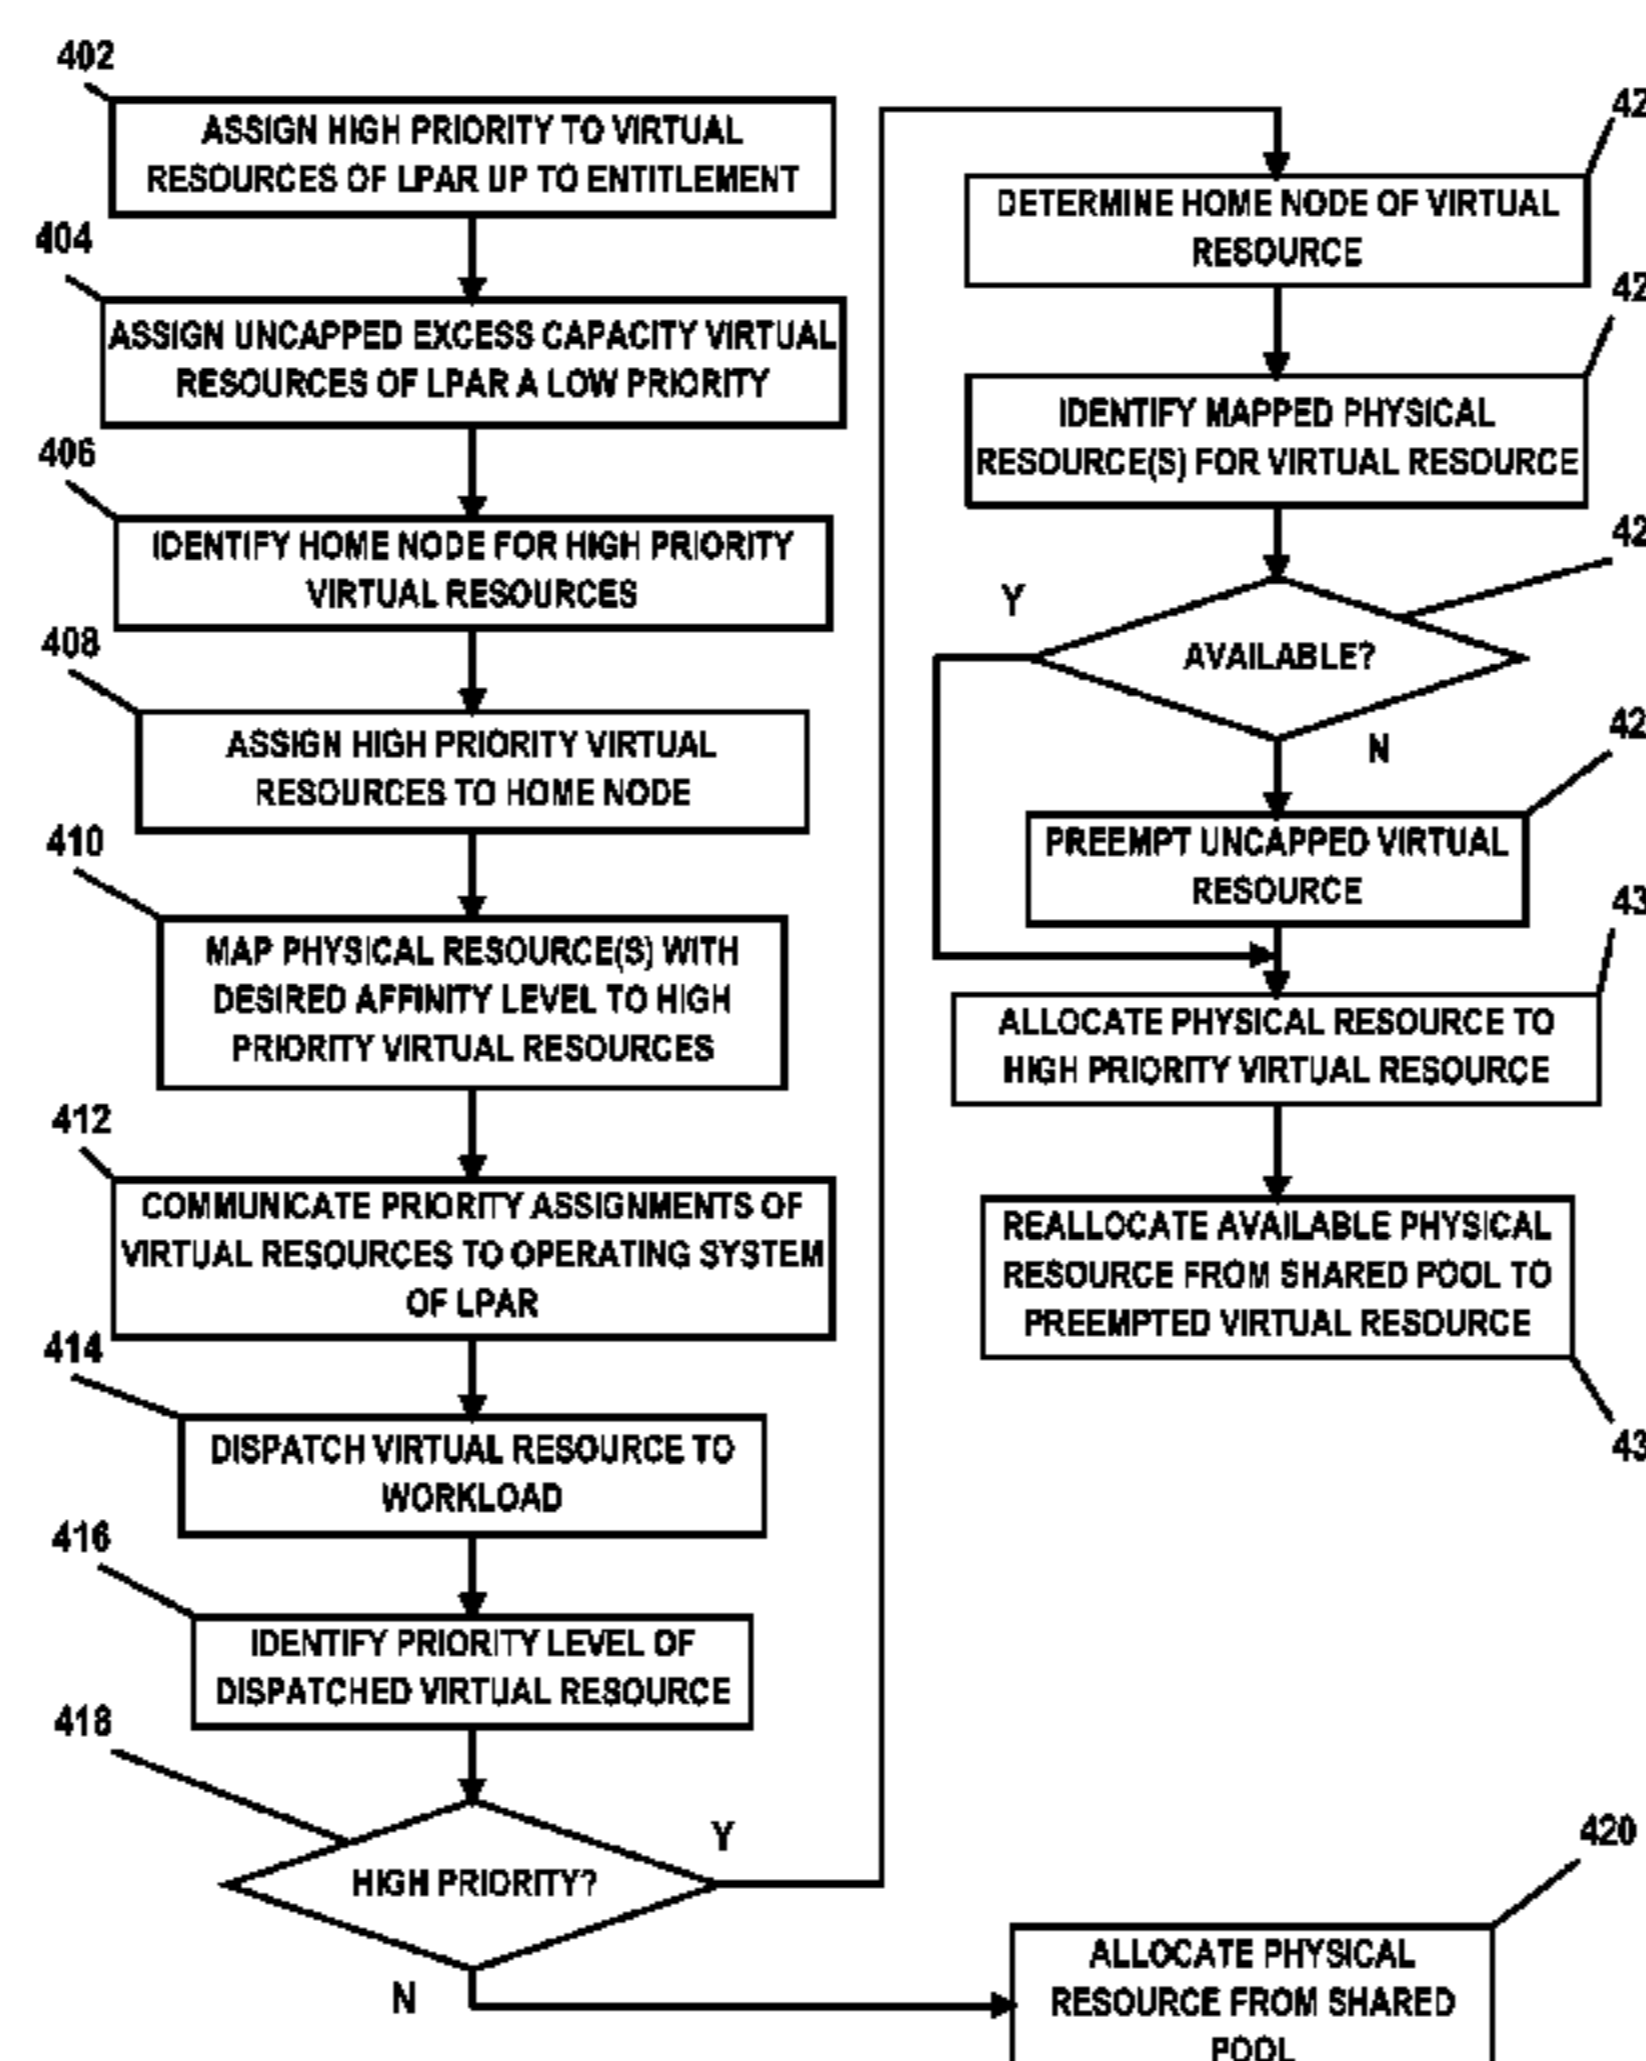 402
ASSIGN HIGH PRIORITY TO VIRTUAL
RESOURCES OF LPAR UP TO ENTITLEMENT
404
ASSIGN UNCAPPED EXCESS CAPACITY VIRTUAL
RESOURCES OF LPAR A LOW PRIORITY
406
IDENTIFY HOME NODE FOR HIGH PRIORITY
VIRTUAL RESOURCES
408
ASSIGN HIGH PRIORITY VIRTUAL
RESOURCES TO HOME NODE
410
MAP PHYSICAL RESOURCE(S) WITH
DESIRED AFFINITY LEVEL TO HIGH
PRIORITY VIRTUAL RESOURCES
412
COMMUNICATE PRIORITY ASSIGNMENTS OF
VIRTUAL RESOURCES TO OPERATING SYSTEM
OF LPAR
414
DISPATCH VIRTUAL RESOURCE TO
WORKLOAD
416
IDENTIFY PRIORITY LEVEL OF
DISPATCHED VIRTUAL RESOURCE
418
HIGH PRIORITY?
Y
N
DETERMINE HOME NODE OF VIRTUAL
RESOURCE
IDENTIFY MAPPED PHYSICAL
RESOURCE(S) FOR VIRTUAL RESOURCE
Y
AVAILABLE?
N
PREEMPT UNCAPPED VIRTUAL
RESOURCE
ALLOCATE PHYSICAL RESOURCE TO
HIGH PRIORITY VIRTUAL RESOURCE
REALLOCATE AVAILABLE PHYSICAL
RESOURCE FROM SHARED POOL TO
PREEMPTED VIRTUAL RESOURCE
420
ALLOCATE PHYSICAL
RESOURCE FROM SHARED
POOL